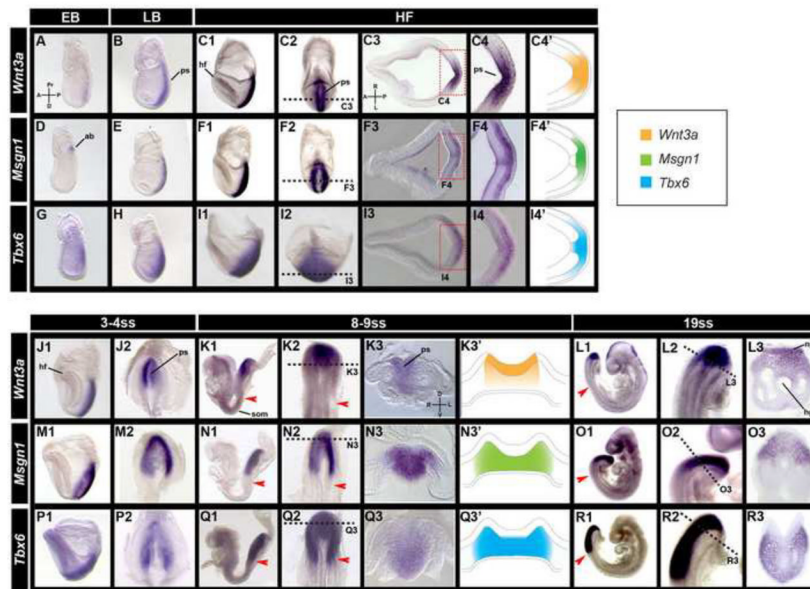 EB LB HF
Wnt3a
A B C1 C2 C3 C4 C4'
Pr
A P
D
ps
hf
ps
C3
R
A P
L
C4
ps
Msgn1
D E F1 F2 F3 F4 F4'
ab
F3
F4
Tbx6
G H I1 I2 I3 I4 I4'
I3
I4
Wnt3a
Msgn1
Tbx6
3-4ss 8-9ss 19ss
Wnt3a
J1 J2 K1 K2 K3 K3' L1 L2 L3
hf
ps
som
K3
ps
D
R L
V
L3
Msgn1
M1 M2 N1 N2 N3 N3' O1 O2 O3
N3
O3
Tbx6
P1 P2 Q1 Q2 Q3 Q3' R1 R2* R3
Q3
R3